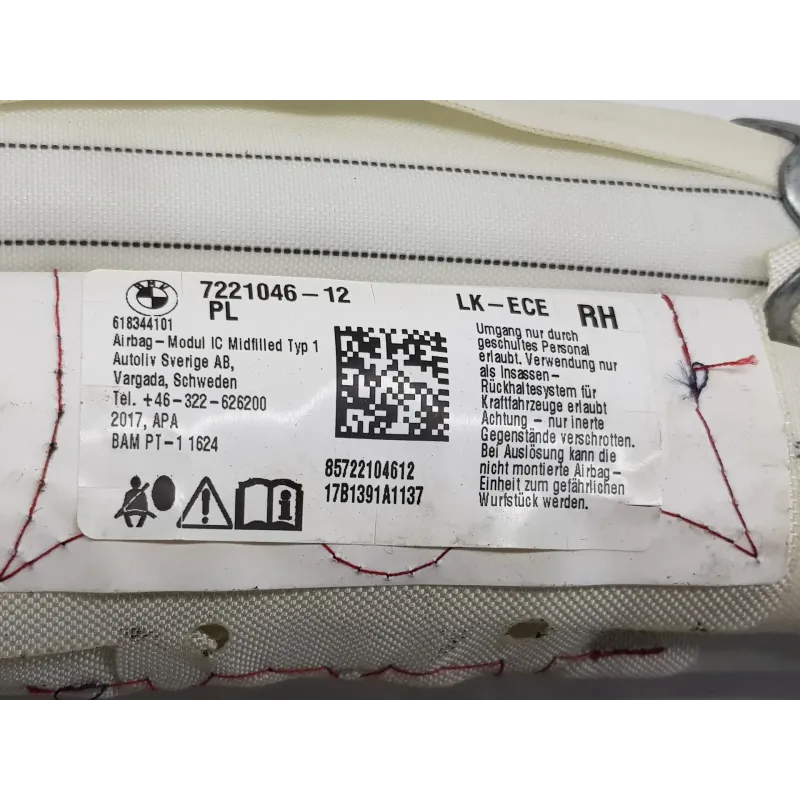 BMW
7221046-12
PL
LK-ECE RH
618344101
Airbag-Modul IC Midfilled Typ 1
Autoliv Sverige AB,
Vargada, Schweden
Tel. +46-322-626200
2017, APA
BAM PT-1 1624
85722104612
17B1391A1137
Umgang nur durch
geschultes Personal
erlaubt. Verwendung nur
als Insassen-
Rückhaltesystem für
Kraftfahrzeuge erlaubt
Achtung - nur inerte
Gegenstände verschrotten.
Bei Auslösung kann die
nicht montierte Airbag-
Einheit zum gefährlichen
Wurfstück werden.